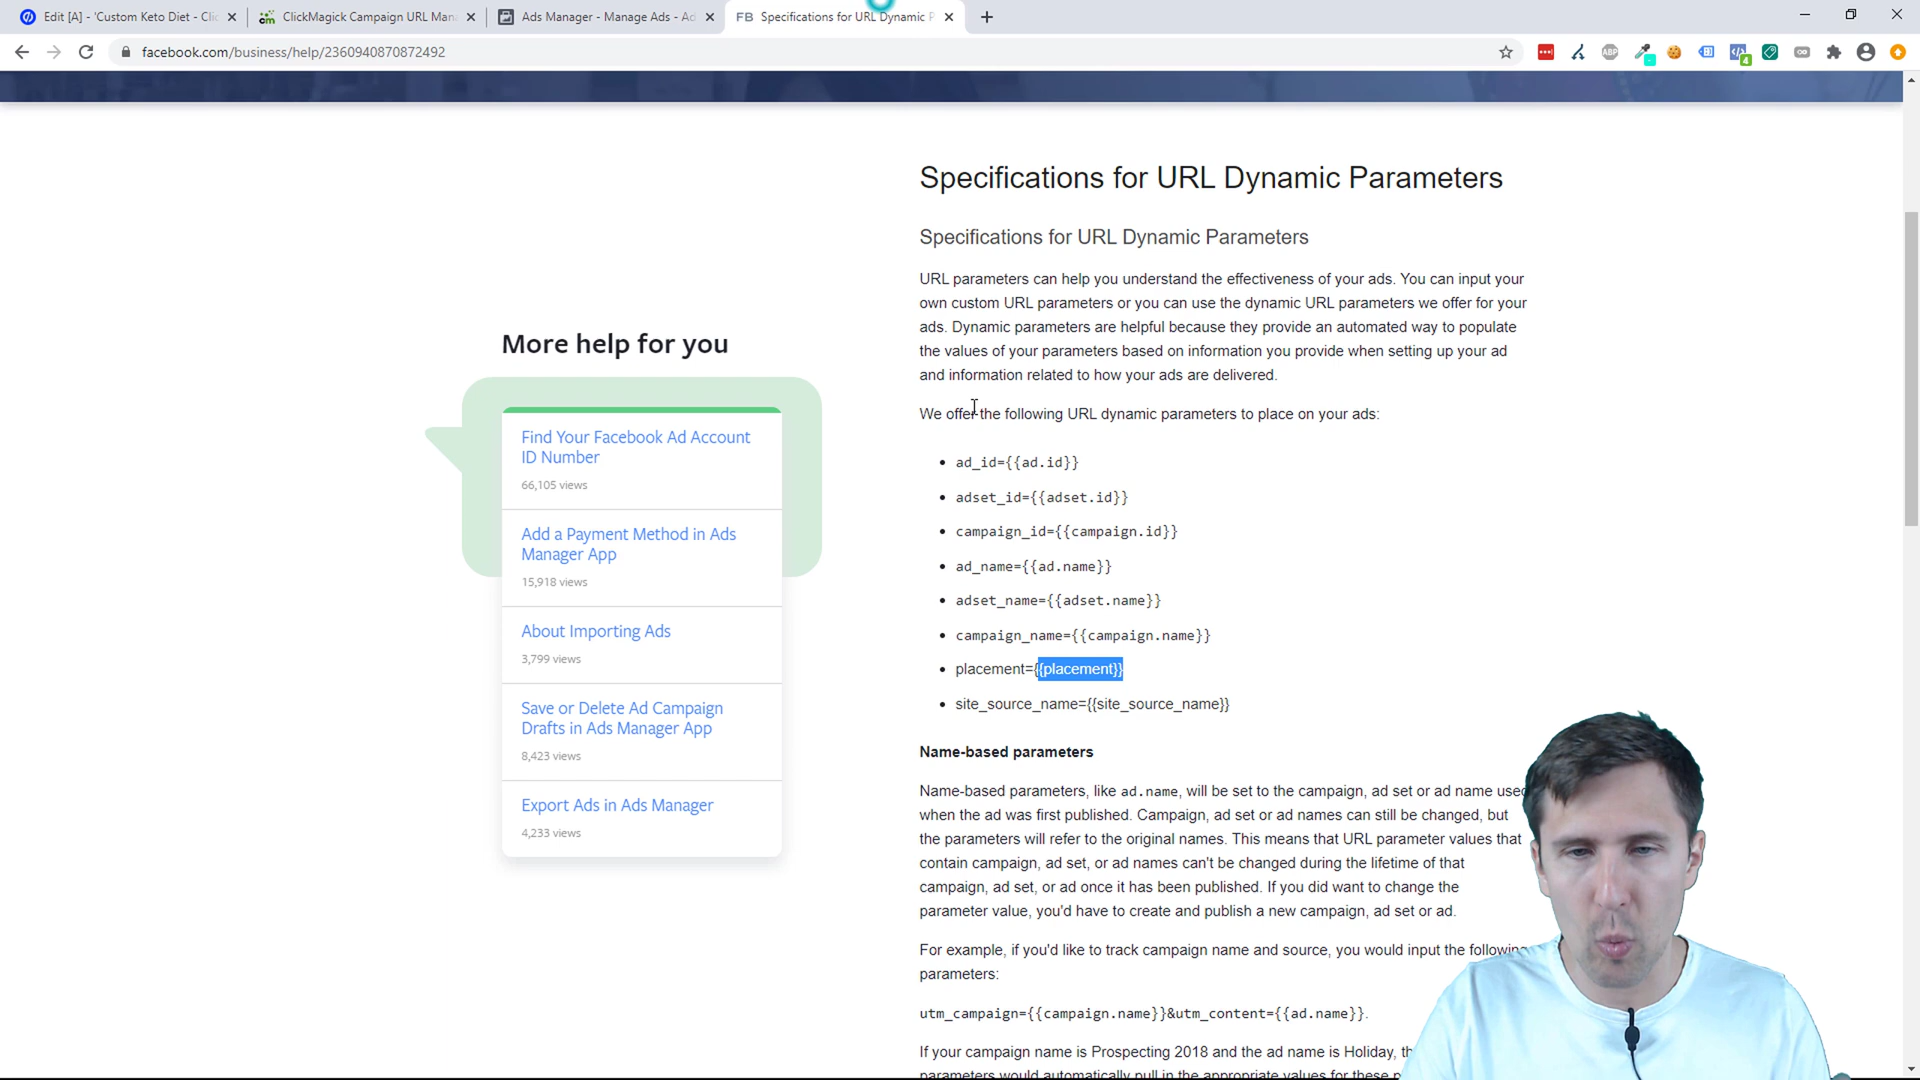 Edit [A] - 'Custom Keto Diet - Clic
ClickMagick Campaign URL Man
Ads Manager - Manage Ads - Ad
FB Specifications for URL Dynamic P
facebook.com/business/help/2360940870872492
ABP
4
More help for you
Find Your Facebook Ad Account
ID Number
66,105 views
Add a Payment Method in Ads
Manager App
15,918 views
About Importing Ads
3,799 views
Save or Delete Ad Campaign
Drafts in Ads Manager App
8,423 views
Export Ads in Ads Manager
4,233 views
Specifications for URL Dynamic Parameters
Specifications for URL Dynamic Parameters
URL parameters can help you understand the effectiveness of your ads. You can input your
own custom URL parameters or you can use the dynamic URL parameters we offer for your
ads. Dynamic parameters are helpful because they provide an automated way to populate
the values of your parameters based on information you provide when setting up your ad
and information related to how your ads are delivered.
We offer the following URL dynamic parameters to place on your ads:
• ad_id={{ad.id}}
• adset_id={{adset.id}}
• campaign_id={{campaign.id}}
• ad_name={{ad.name}}
• adset_name={{adset.name}}
• campaign_name={{campaign.name}}
• placement={{placement}}
• site_source_name={{site_source_name}}
Name-based parameters
Name-based parameters, like ad.name, will be set to the campaign, ad set or ad name used
when the ad was first published. Campaign, ad set or ad names can still be changed, but
the parameters will refer to the original names. This means that URL parameter values that
contain campaign, ad set, or ad names can't be changed during the lifetime of that
campaign, ad set, or ad once it has been published. If you did want to change the
parameter value, you'd have to create and publish a new campaign, ad set or ad.
For example, if you'd like to track campaign name and source, you would input the following
parameters:
utm_campaign={{campaign.name}}&utm_content={{ad.name}}.
If your campaign name is Prospecting 2018 and the ad name is Holiday,
parameters would automatically pull in the appropriate values for these